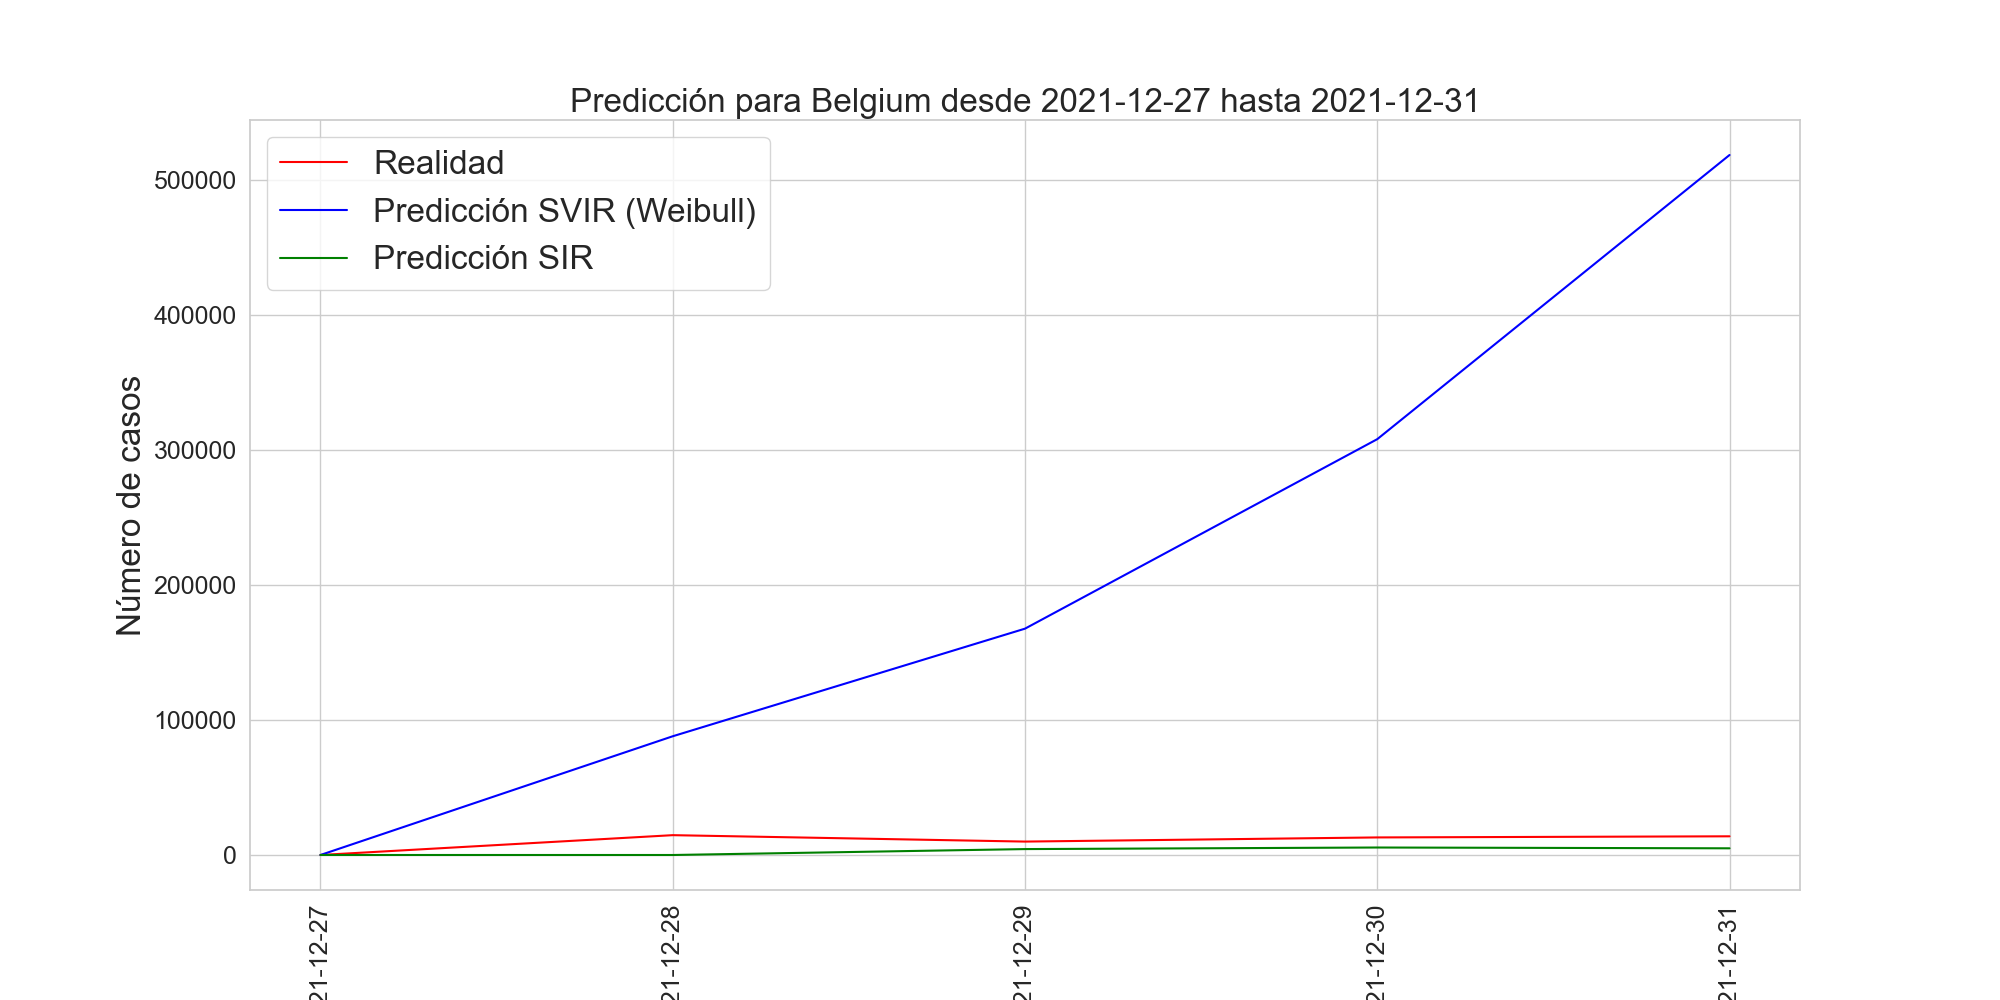 Predicción para Belgium desde 2021-12-27 hasta 2021-12-31
Realidad
Predicción SVIR (Weibull)
Predicción SIR
Número de casos
500000
400000
300000
200000
100000
0
21-12-27
21-12-28
21-12-29
21-12-30
21-12-31